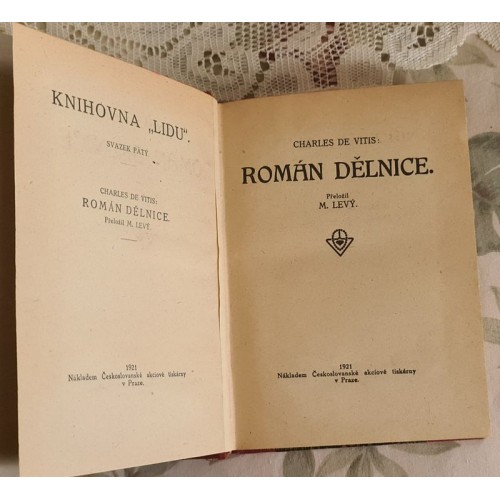 KNIHOVNA „LIDU“.
SVAZEK PÁTÝ.
CHARLES DE VITIS:
ROMÁN DĚLNICE.
Přeložil M. LEVÝ.
1921
Nákladem Československé akciové tiskárny
v Praze.
CHARLES DE VITIS:
ROMÁN DĚLNICE.
Přeložil
M. LEVÝ.
1921
Nákladem Československé akciové tiskárny
v Praze.